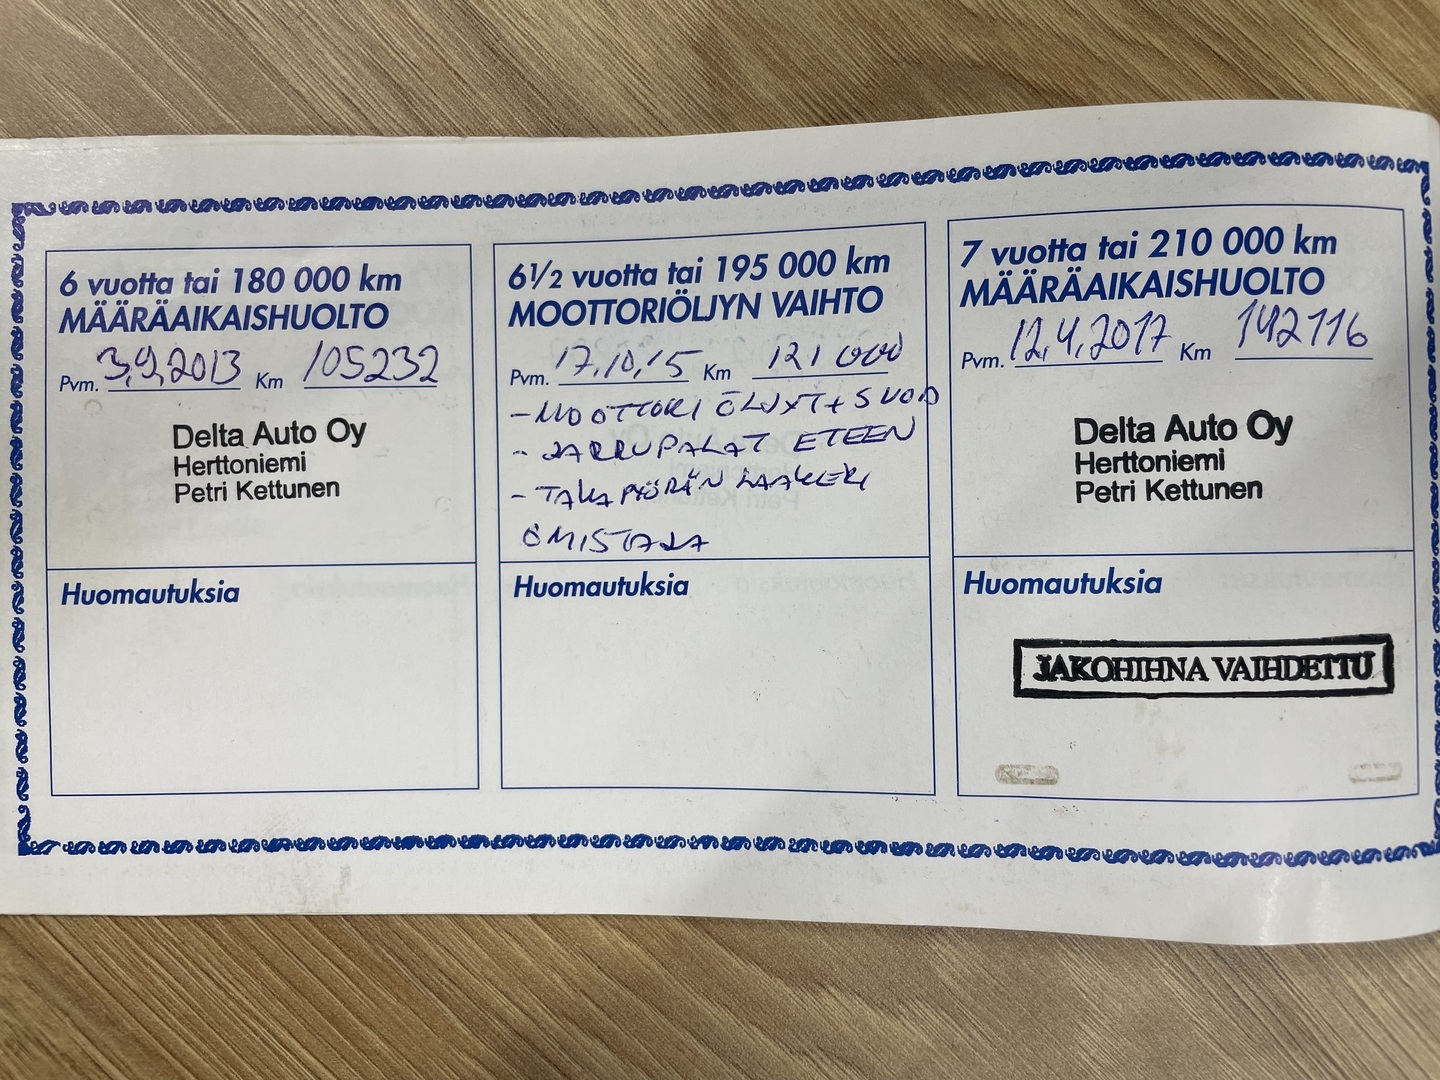 6 vuotta tai 180 000 km
MÄÄRÄAIKAISHUOLTO
Pvm. 3.9.2013 Km 105232
Delta Auto Oy
Herttoniemi
Petri Kettunen
Huomautuksia
6½ vuotta tai 195 000 km
MOOTTORIÖLJYN VAIHTO
Pvm. 17.10.15 Km 121 000
- MOOTTORI ÖLJYT + SUOD
- JARRUPALAT ETEEN
- TAKAPYÖRÄN LAAKERI
OMISTAJA
Huomautuksia
7 vuotta tai 210 000 km
MÄÄRÄAIKAISHUOLTO
Pvm. 12.4.2017 Km 142116
Delta Auto Oy
Herttoniemi
Petri Kettunen
Huomautuksia
JAKOHIHNA VAIHDETTU